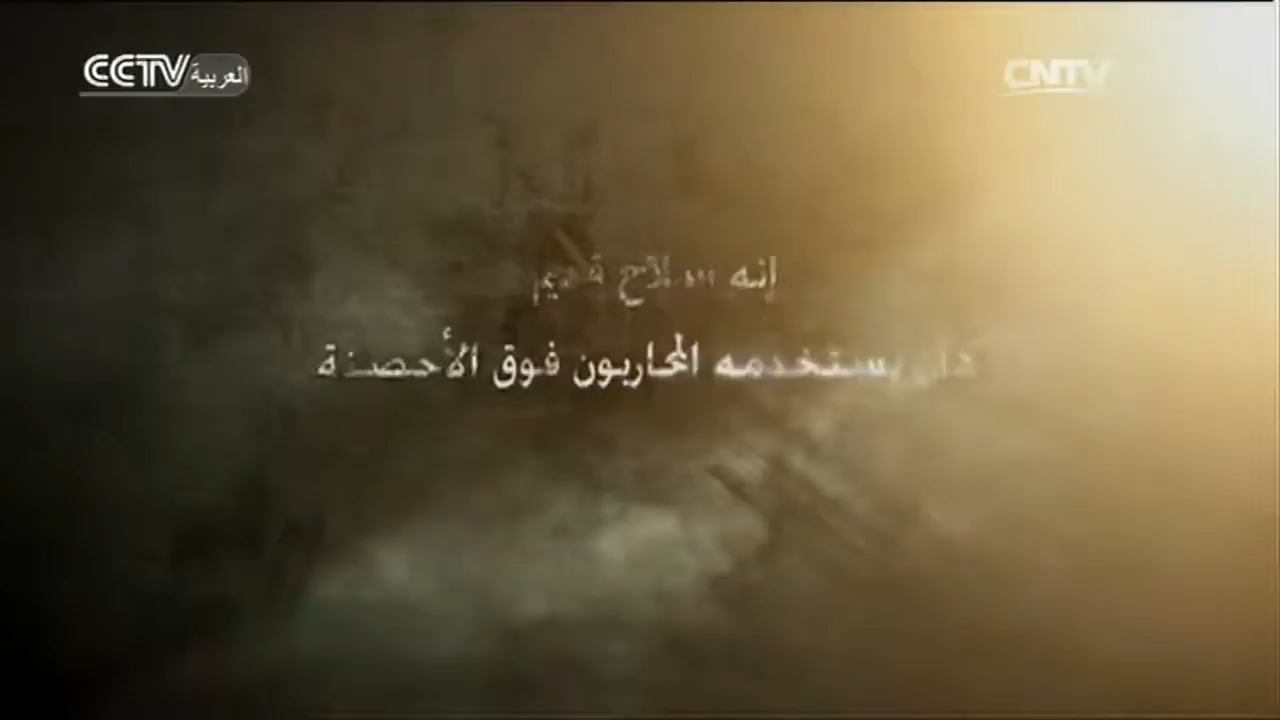 CCTV العربية
CNTV
إنه سلاح قديم
كان يستخدمه المحاربون فوق الأحصنة